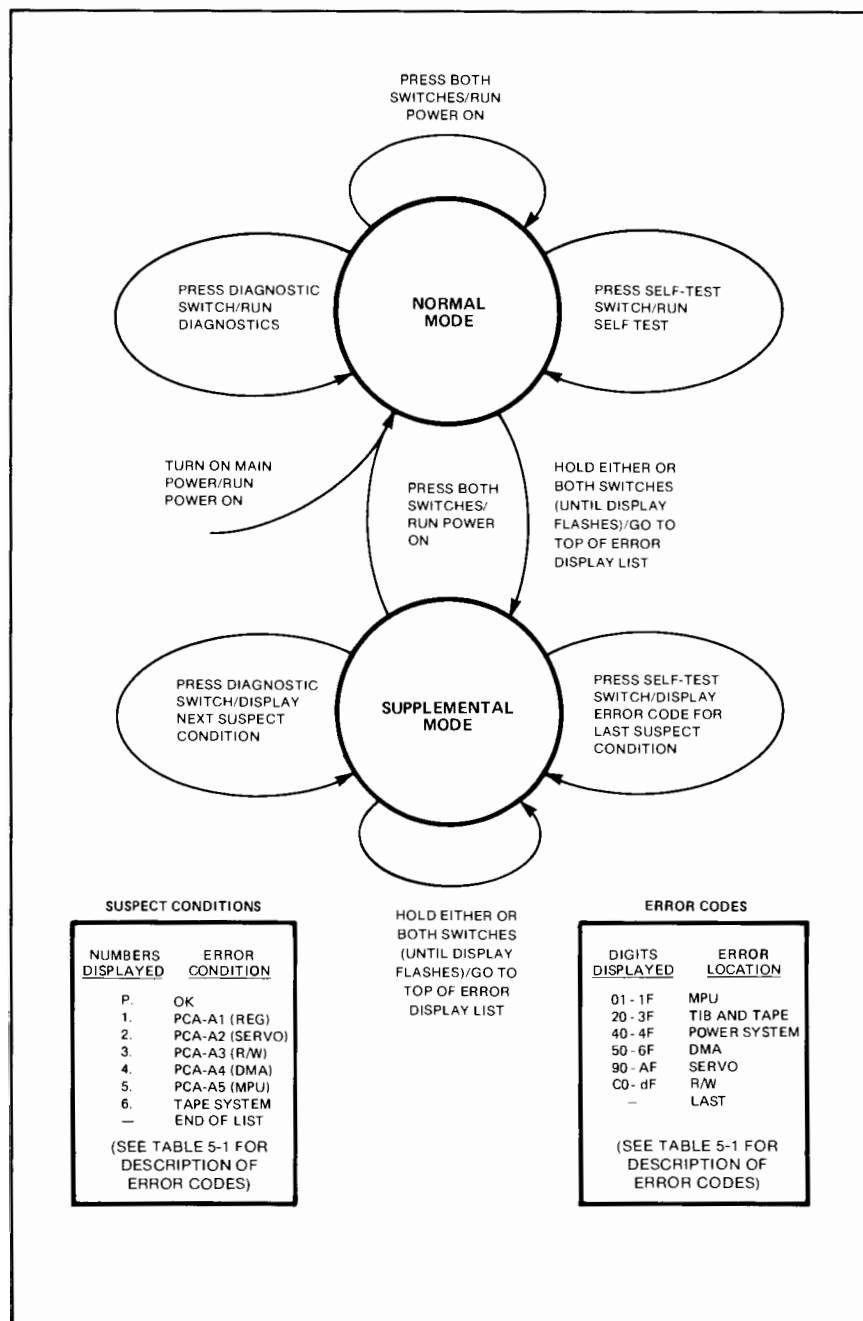 PRESS BOTH
SWITCHES/RUN
POWER ON
PRESS DIAGNOSTIC
SWITCH/RUN
DIAGNOSTICS
NORMAL
MODE
PRESS SELF-TEST
SWITCH/RUN
SELF TEST
TURN ON MAIN
POWER/RUN
POWER ON
PRESS BOTH
SWITCHES/
RUN POWER
ON
HOLD EITHER OR
BOTH SWITCHES
(UNTIL DISPLAY
FLASHES)/GO TO
TOP OF ERROR
DISPLAY LIST
PRESS DIAGNOSTIC
SWITCH/DISPLAY
NEXT SUSPECT
CONDITION
SUPPLEMENTAL
MODE
PRESS SELF-TEST
SWITCH/DISPLAY
ERROR CODE FOR
LAST SUSPECT
CONDITION
HOLD EITHER OR
BOTH SWITCHES
(UNTIL DISPLAY
FLASHES)/GO TO
TOP OF ERROR
DISPLAY LIST
SUSPECT CONDITIONS
NUMBERS ERROR
DISPLAYED CONDITION
P. OK
1. PCA-A1 (REG)
2. PCA-A2 (SERVO)
3. PCA-A3 (R/W)
4. PCA-A4 (DMA)
5. PCA-A5 (MPU)
6. TAPE SYSTEM
— END OF LIST
(SEE TABLE 5-1 FOR
DESCRIPTION OF
ERROR CODES)
ERROR CODES
DIGITS ERROR
DISPLAYED LOCATION
01 - 1F MPU
20 - 3F TIB AND TAPE
40 - 4F POWER SYSTEM
50 - 6F DMA
90 - AF SERVO
C0 - dF R/W
— LAST
(SEE TABLE 5-1 FOR
DESCRIPTION OF
ERROR CODES)